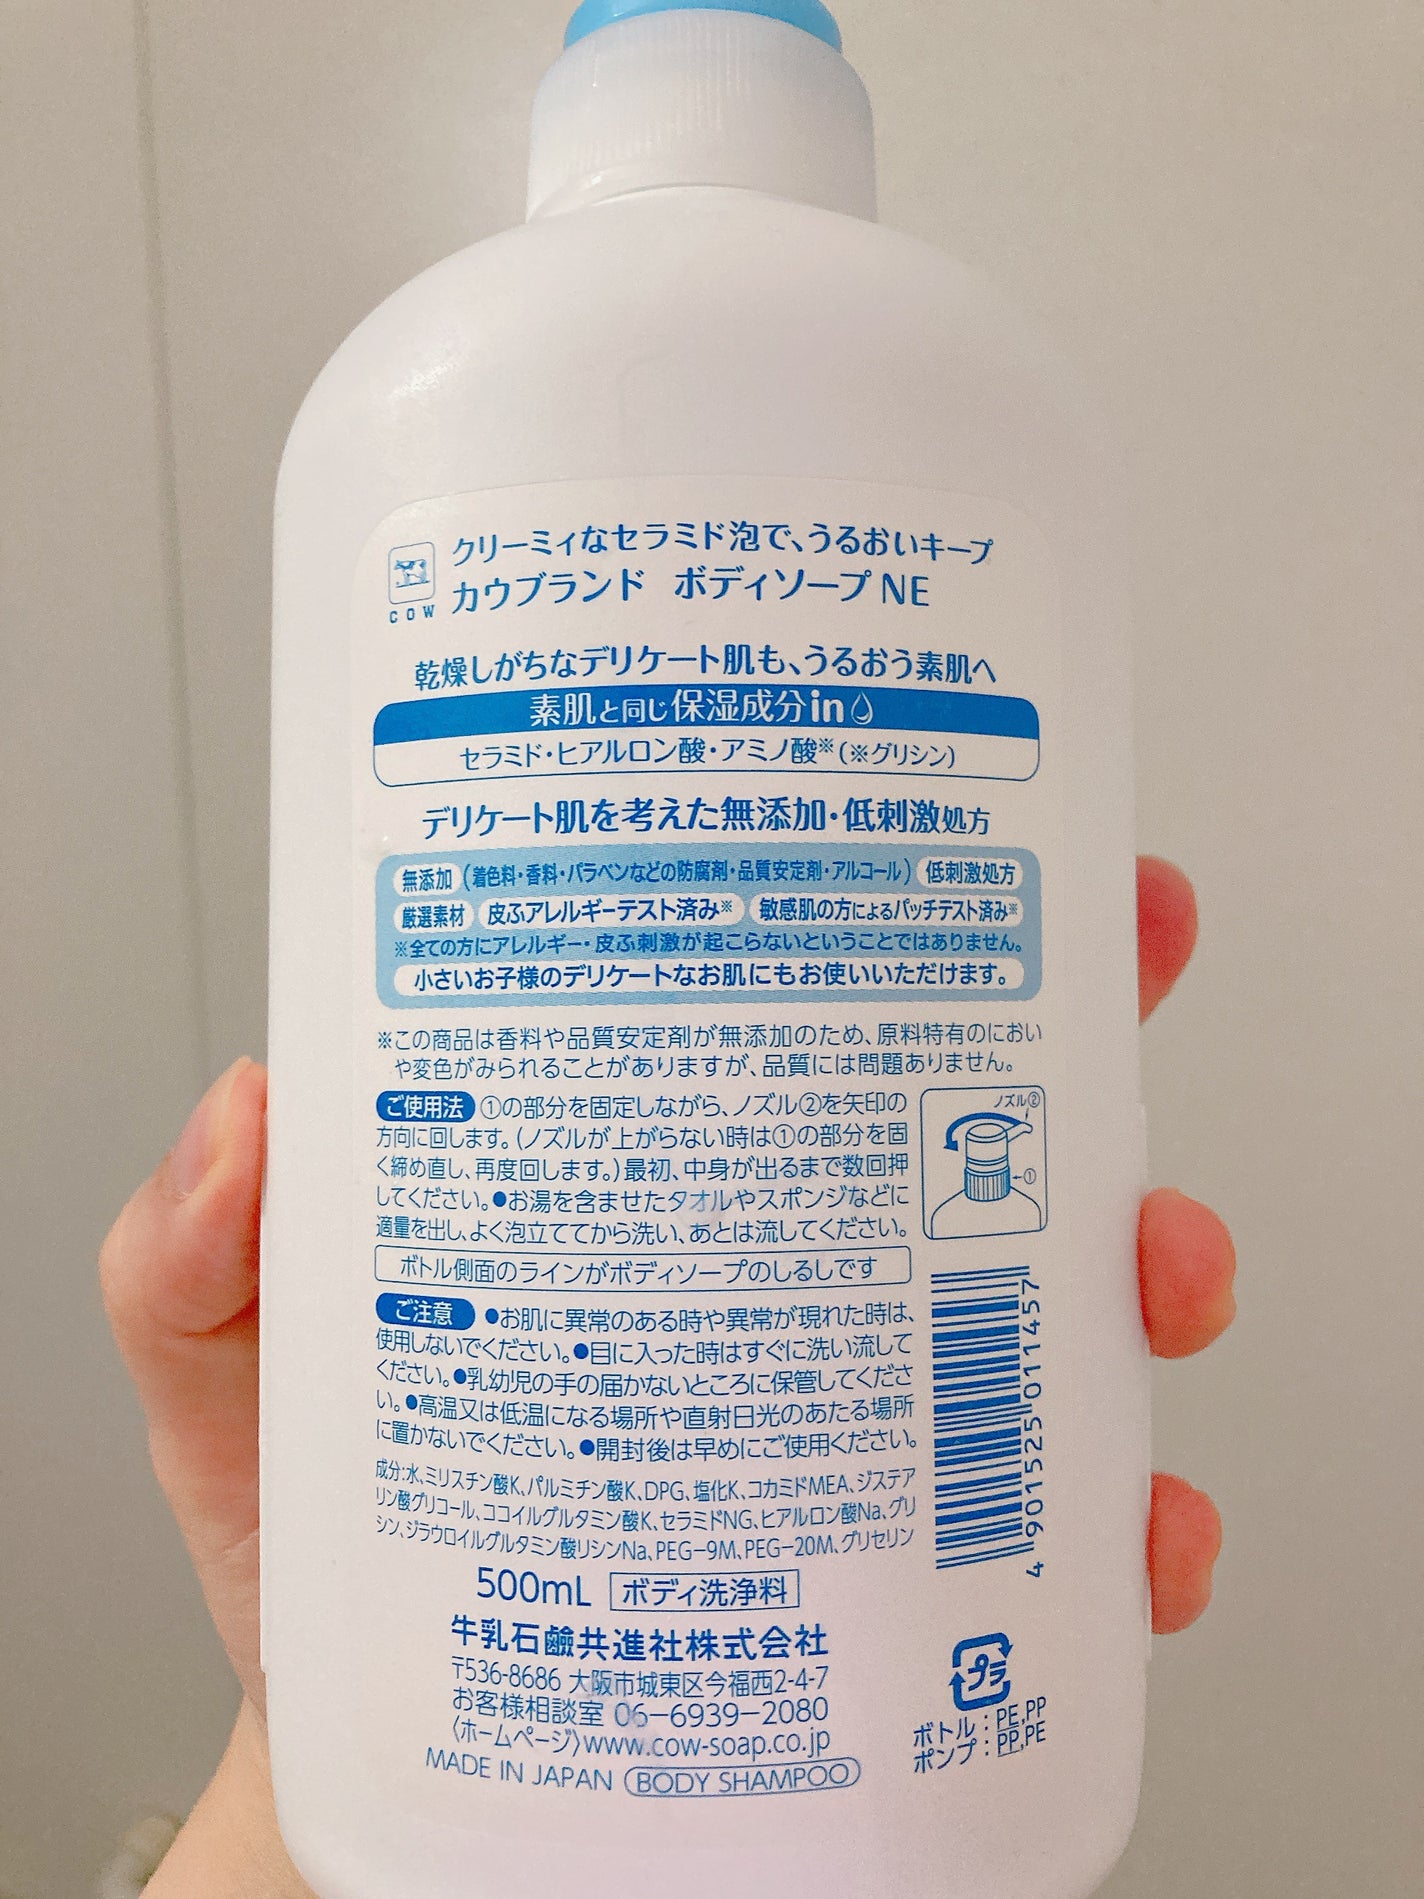 クリーミィなセラミド泡で、うるおいキープ
COW
カウブランド ボディソープ NE
乾燥しがちなデリケート肌も、うるおう素肌へ
素肌と同じ保湿成分in
セラミド・ヒアルロン酸・アミノ酸※(※グリシン)
デリケート肌を考えた無添加・低刺激処方
無添加 (着色料・香料・パラベンなどの防腐剤・品質安定剤・アルコール) 低刺激処方
厳選素材 皮ふアレルギーテスト済み※ 敏感肌の方によるパッチテスト済み※
※全ての方にアレルギー・皮ふ刺激が起こらないということではありません。
小さいお子様のデリケートなお肌にもお使いいただけます。
※この商品は香料や品質安定剤が無添加のため、原料特有のにおい
や変色がみられることがありますが、品質には問題ありません。
ご使用法 ①の部分を固定しながら、ノズル②を矢印の
方向に回します。(ノズルが上がらない時は①の部分を固
く締め直し、再度回します。)最初、中身が出るまで数回押
してください。●お湯を含ませたタオルやスポンジなどに
適量を出し、よく泡立ててから洗い、あとは流してください。
ノズル②
←①
ボトル側面のラインがボディソープのしるしです
ご注意 ●お肌に異常のある時や異常が現れた時は、
使用しないでください。●目に入った時はすぐに洗い流して
ください。●乳幼児の手の届かないところに保管してくださ
い。●高温又は低温になる場所や直射日光のあたる場所
に置かないでください。●開封後は早めにご使用ください。
成分:水、ミリスチン酸K、パルミチン酸K、DPG、塩化K、コカミドMEA、ジステア
リン酸グリコール、ココイルグルタミン酸K、セラミドNG、ヒアルロン酸Na、グリ
シン、ジラウロイルグルタミン酸リシンNa、PEG-9M、PEG-20M、グリセリン
4 901525 011457
500mL ボディ洗浄料
牛乳石鹼共進社株式会社
〒536-8686 大阪市城東区今福西2-4-7
お客様相談室 06-6939-2080
〈ホームページ〉www.cow-soap.co.jp
MADE IN JAPAN BODY SHAMPOO
プラ
ボトル:PE,PP
ポンプ:PP,PE